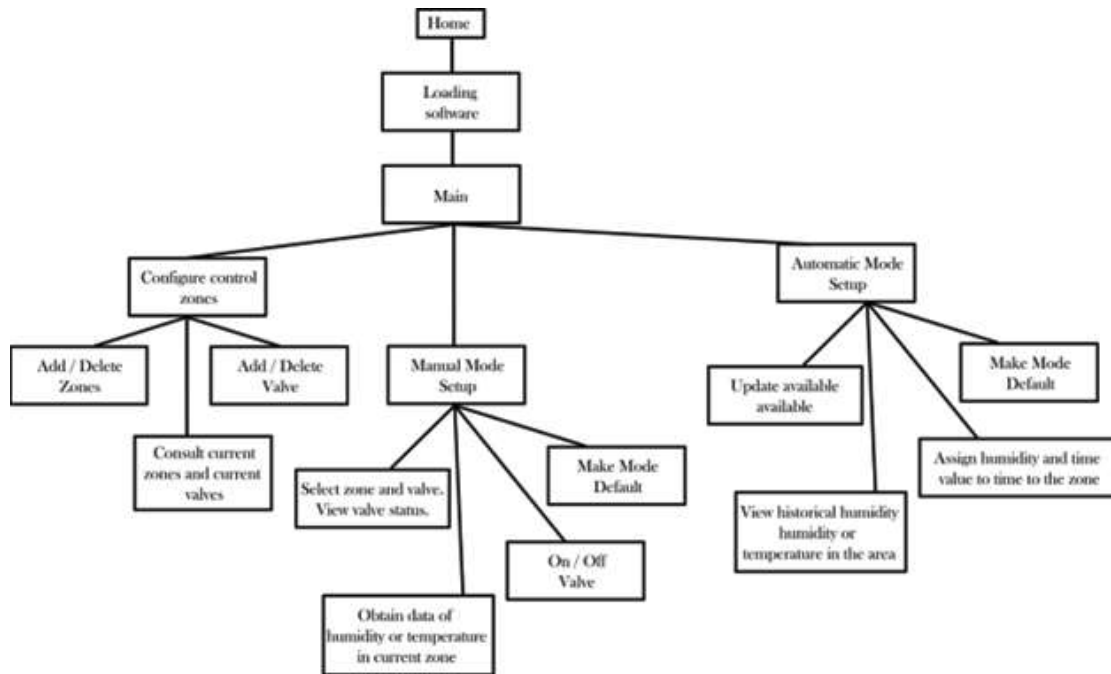 Home
Loading
software
Main
Configure control
zones
Automatic Mode
Setup
Add / Delete
Zones
Add / Delete
Valve
Manual Mode
Setup
Update available
available
Make Mode
Default
Consult current
zones and current
valves
Select zone and valve.
View valve status.
Make Mode
Default
Assign humidity and time
value to time to the zone
View historical humidity
humidity or
temperature in the area
On / Off
Valve
Obtain data of
humidity or temperature
in current zone